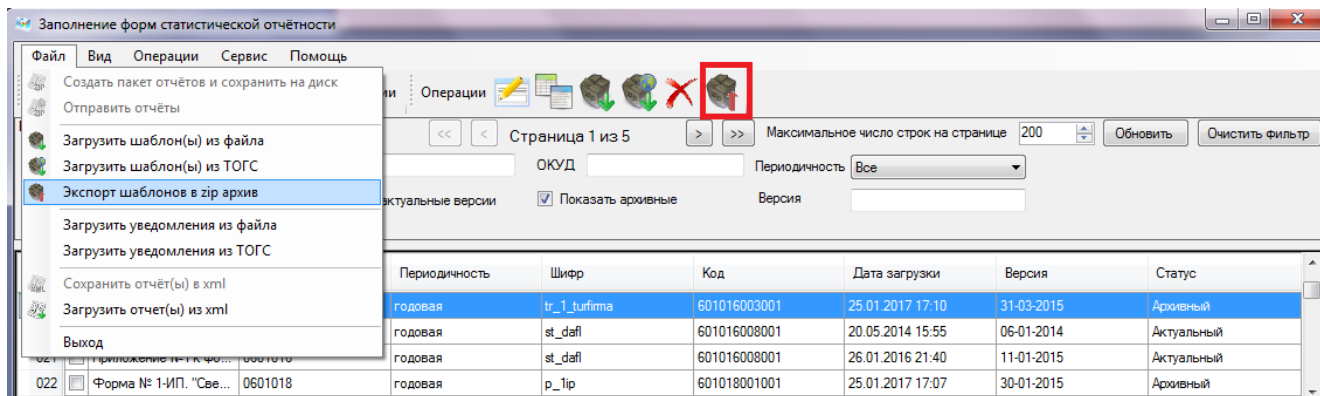 Заполнение форм статистической отчётности
Файл Вид Операции Сервис Помощь
Создать пакет отчётов и сохранить на диск
Отправить отчёты
Загрузить шаблон(ы) из файла
Загрузить шаблон(ы) из ТОГС
Экспорт шаблонов в zip архив
Загрузить уведомления из файла
Загрузить уведомления из ТОГС
Сохранить отчёт(ы) в xml
Загрузить отчет(ы) из xml
Выход
Операции
<< < Страница 1 из 5 > >> Максимальное число строк на странице 200 Обновить Очистить фильтр
ОКУД Периодичность Все
актуальные версии Показать архивные Версия
Периодичность Шифр Код Дата загрузки Версия Статус
годовая tr_1_turfirma 601016003001 25.01.2017 17:10 31-03-2015 Архивный
годовая st_dafl 601016008001 20.05.2014 15:55 06-01-2014 Актуальный
годовая st_dafl 601016008001 26.01.2016 21:40 11-01-2015 Актуальный
022 Форма № 1-ИП. "Све... 0601018 годовая p_1ip 601018001001 25.01.2017 17:07 30-01-2015 Архивный